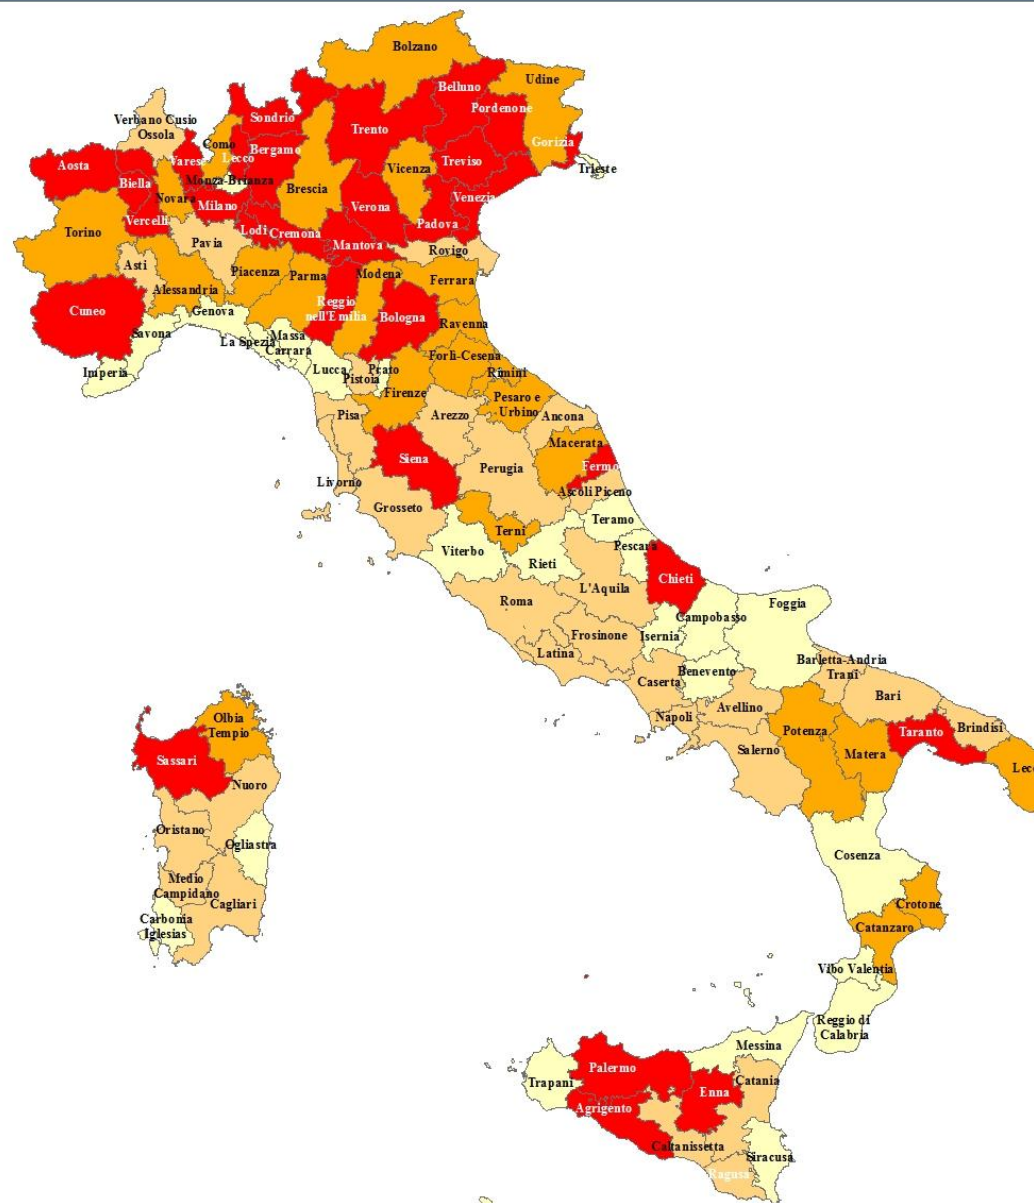 Bolzano
Belluno
Udine
Verbano Cusio
Ossola
Sondrio
Pordenone
Trento
Como
Lecco
Bergamo
Gorizia
Aosta
Varese
Vicenza
Treviso
Trieste
Biella
Monza-Brianza
Brescia
Novara
Milano
Verona
Venezia
Vercelli
Padova
Torino
Pavia
Lodi
Cremona
Mantova
Rovigo
Asti
Piacenza
Parma
Modena
Ferrara
Alessandria
Cuneo
Genova
Reggio
nell'Emilia
Bologna
Ravenna
Savona
La Spezia
Massa
Carrara
Forlì-Cesena
Imperia
Lucca
Prato
Pistoia
Rimini
Firenze
Pesaro e
Urbino
Pisa
Arezzo
Ancona
Macerata
Siena
Perugia
Fermo
Livorno
Ascoli Piceno
Grosseto
Teramo
Terni
Viterbo
Rieti
Pescara
Chieti
L'Aquila
Roma
Foggia
Campobasso
Frosinone
Isernia
Latina
Barletta-Andria
Trani
Benevento
Caserta
Bari
Avellino
Napoli
Brindisi
Olbia
Tempio
Potenza
Taranto
Salerno
Matera
Sassari
Nuoro
Oristano
Ogliastra
Cosenza
Medio
Campidano
Cagliari
Crotone
Carbonia
Iglesias
Catanzaro
Vibo Valentia
Reggio di
Calabria
Messina
Palermo
Trapani
Catania
Enna
Agrigento
Caltanissetta
Siracusa
Ragusa